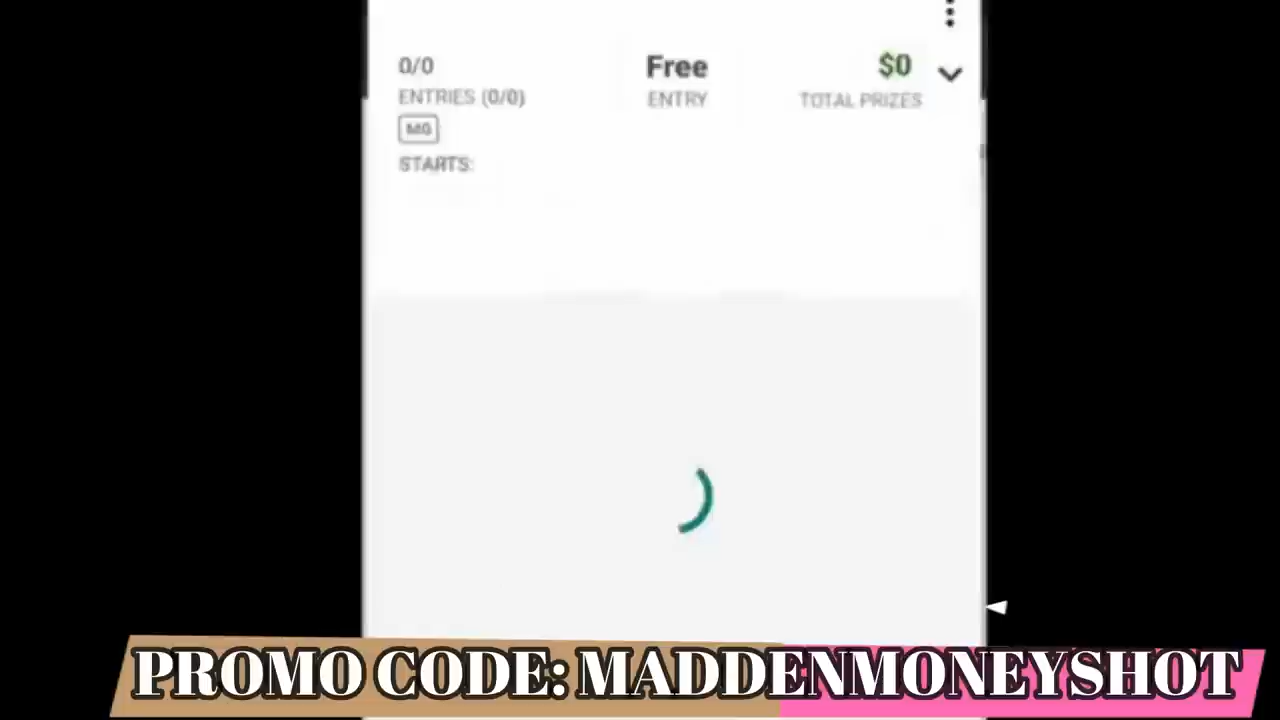 0/0 Free $0
ENTRIES (0/0) ENTRY TOTAL PRIZES
MG
STARTS:
PROMO CODE: MADDENMONEYSHOT